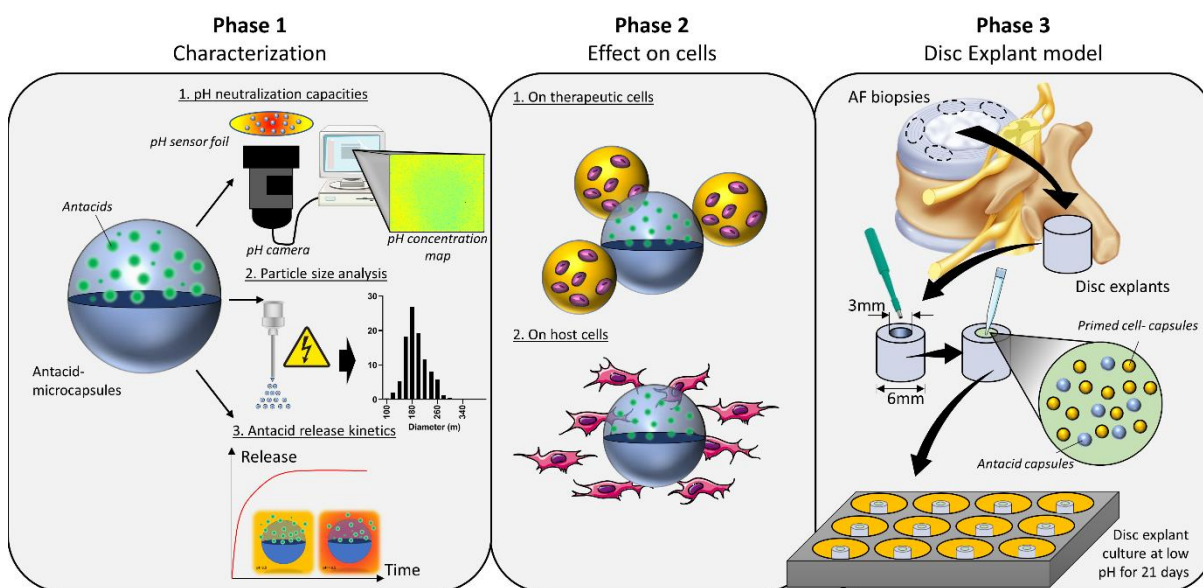 Phase 1
Characterization
1. pH neutralization capacities
pH sensor foil
Antacids
pH camera
pH concentration
map
2. Particle size analysis
Antacid-
microcapsules
30
20
10
0
100
180
260
340
Diameter (m)
3. Antacid release kinetics
Release
Time
Phase 2
Effect on cells
1. On therapeutic cells
2. On host cells
Phase 3
Disc Explant model
AF biopsies
Disc explants
3mm
6mm
Primed cell- capsules
Antacid capsules
Disc explant
culture at low
pH for 21 days